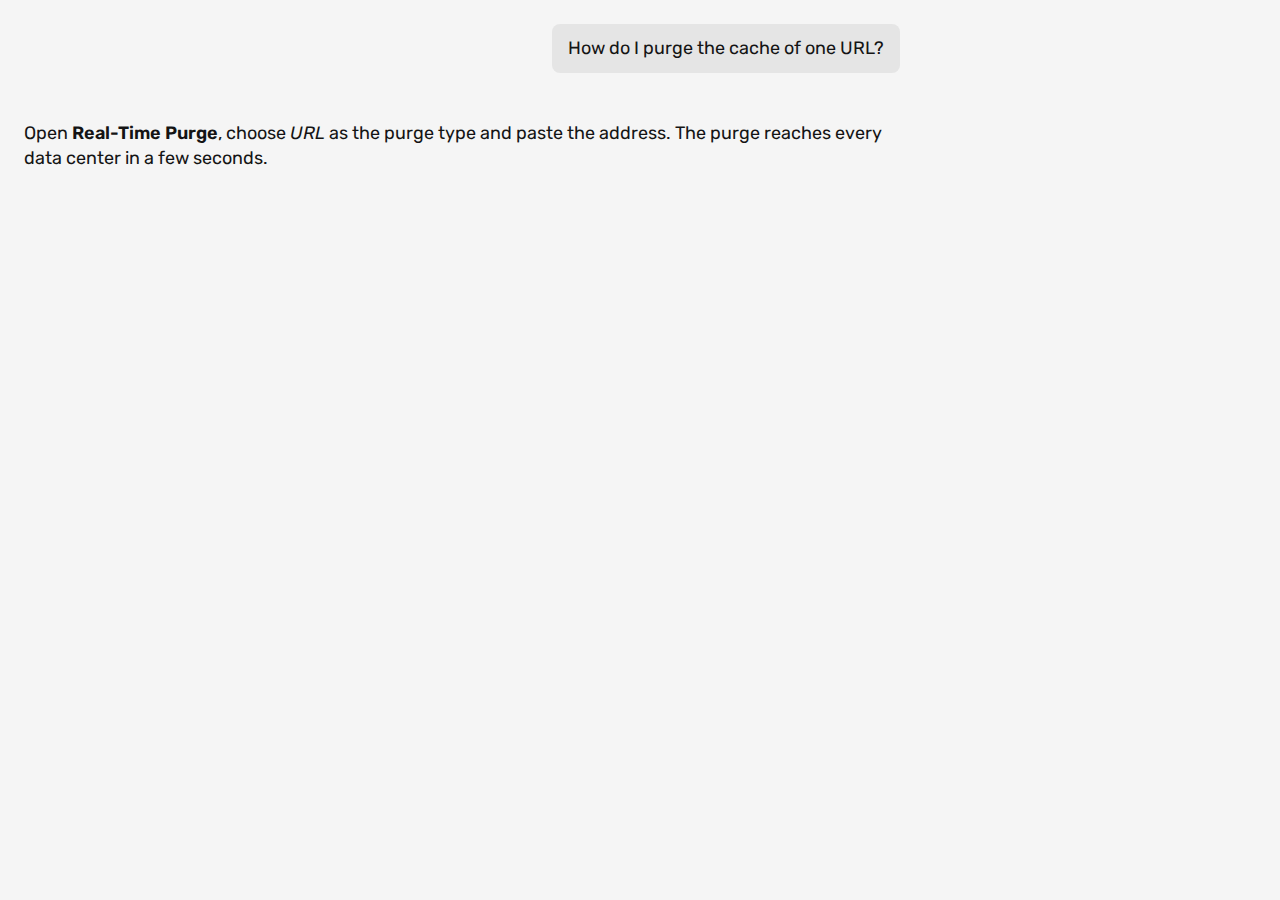 How do I purge the cache of one URL?
Open Real-Time Purge, choose URL as the purge type and paste the address. The purge reaches every
data center in a few seconds.